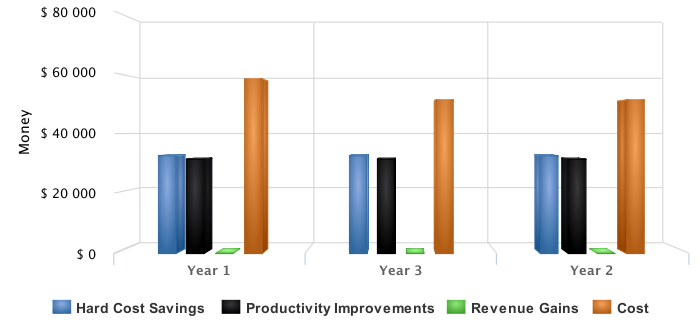 $ 80 000
$ 60 000
$ 40 000
$ 20 000
$ 0
Money
Year 1
Year 3
Year 2
Hard Cost Savings
Productivity Improvements
Revenue Gains
Cost